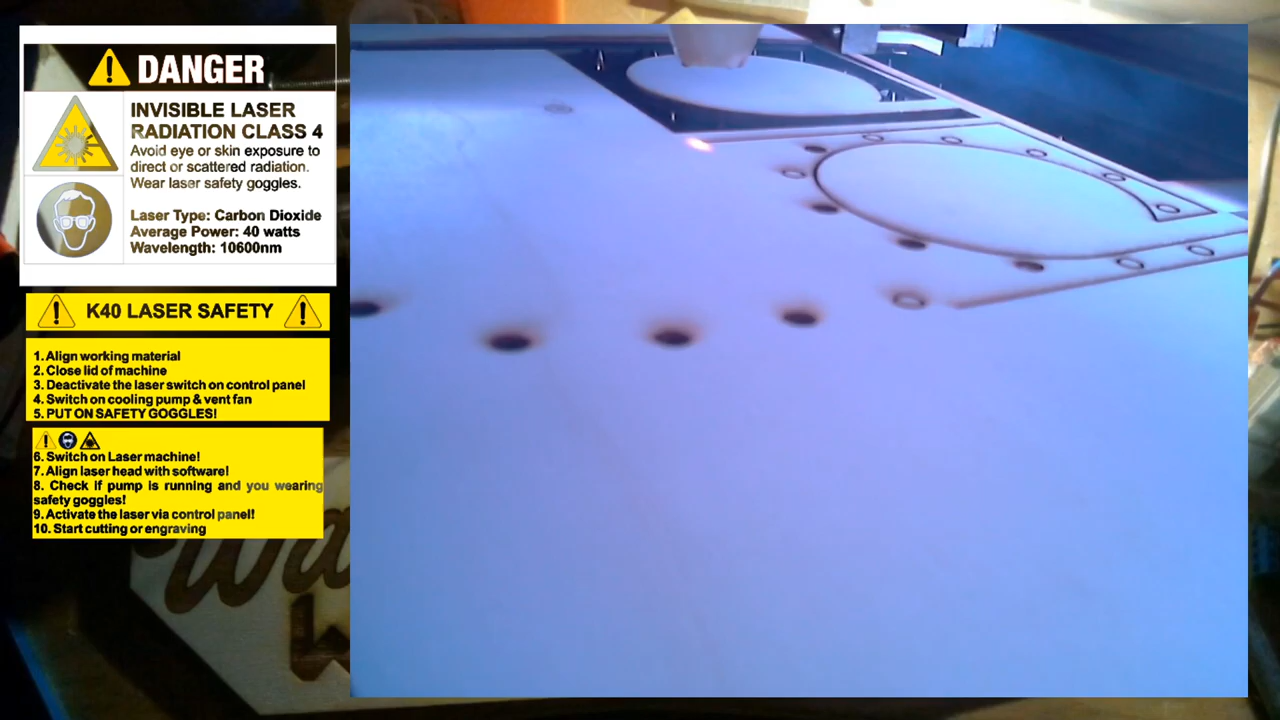 DANGER
INVISIBLE LASER
RADIATION CLASS 4
Avoid eye or skin exposure to
direct or scattered radiation.
Wear laser safety goggles.
Laser Type: Carbon Dioxide
Average Power: 40 watts
Wavelength: 10600nm
K40 LASER SAFETY
1. Align working material
2. Close lid of machine
3. Deactivate the laser switch on control panel
4. Switch on cooling pump & vent fan
5. PUT ON SAFETY GOGGLES!
6. Switch on Laser machine!
7. Align laser head with software!
8. Check if pump is running and you wearing
safety goggles!
9. Activate the laser via control panel!
10. Start cutting or engraving